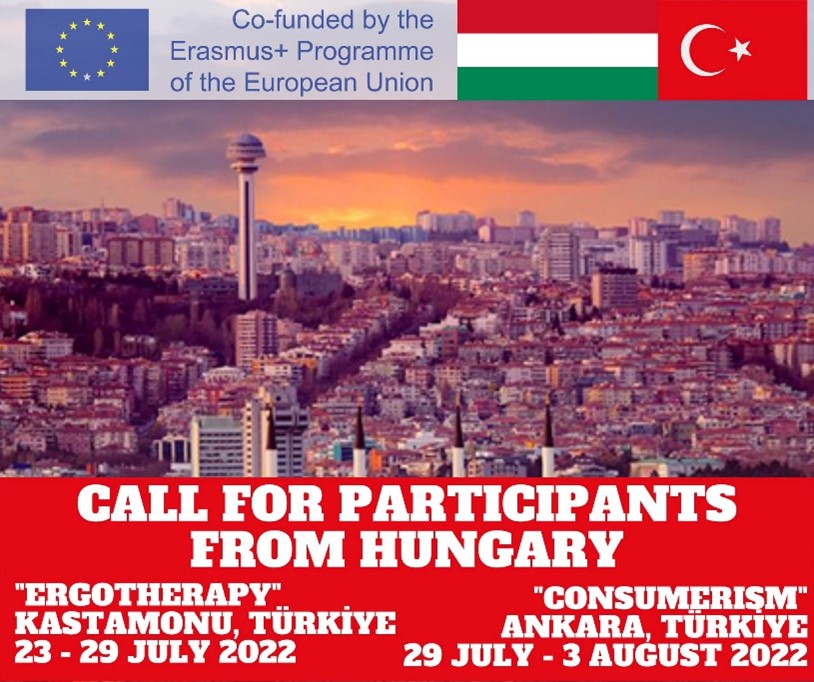 Co-funded by the
Erasmus+ Programme
of the European Union
CALL FOR PARTICIPANTS
FROM HUNGARY
"ERGOTHERAPY"
KASTAMONU, TÜRKİYE
23 - 29 JULY 2022
"CONSUMERISM"
ANKARA, TÜRKİYE
29 JULY - 3 AUGUST 2022